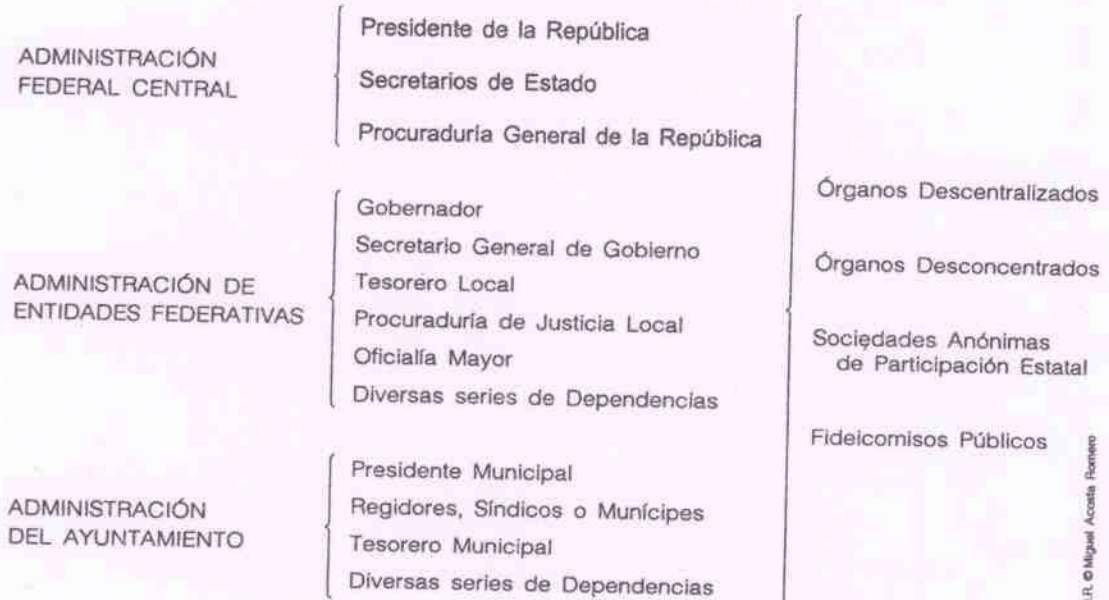 ADMINISTRACIÓN
FEDERAL CENTRAL
Presidente de la República
Secretarios de Estado
Procuraduría General de la República
ADMINISTRACIÓN DE
ENTIDADES FEDERATIVAS
Gobernador
Secretario General de Gobierno
Tesorero Local
Procuraduría de Justicia Local
Oficialía Mayor
Diversas series de Dependencias
ADMINISTRACIÓN
DEL AYUNTAMIENTO
Presidente Municipal
Regidores, Síndicos o Munícipes
Tesorero Municipal
Diversas series de Dependencias
Órganos Descentralizados
Órganos Desconcentrados
Sociedades Anónimas
de Participación Estatal
Fideicomisos Públicos
© Miguel Acosta Romero